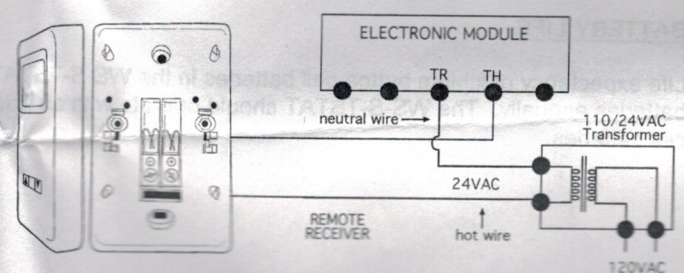 ELECTRONIC MODULE
TR TH
neutral wire
110/24VAC
Transformer
24VAC
REMOTE
RECEIVER
hot wire
120VAC